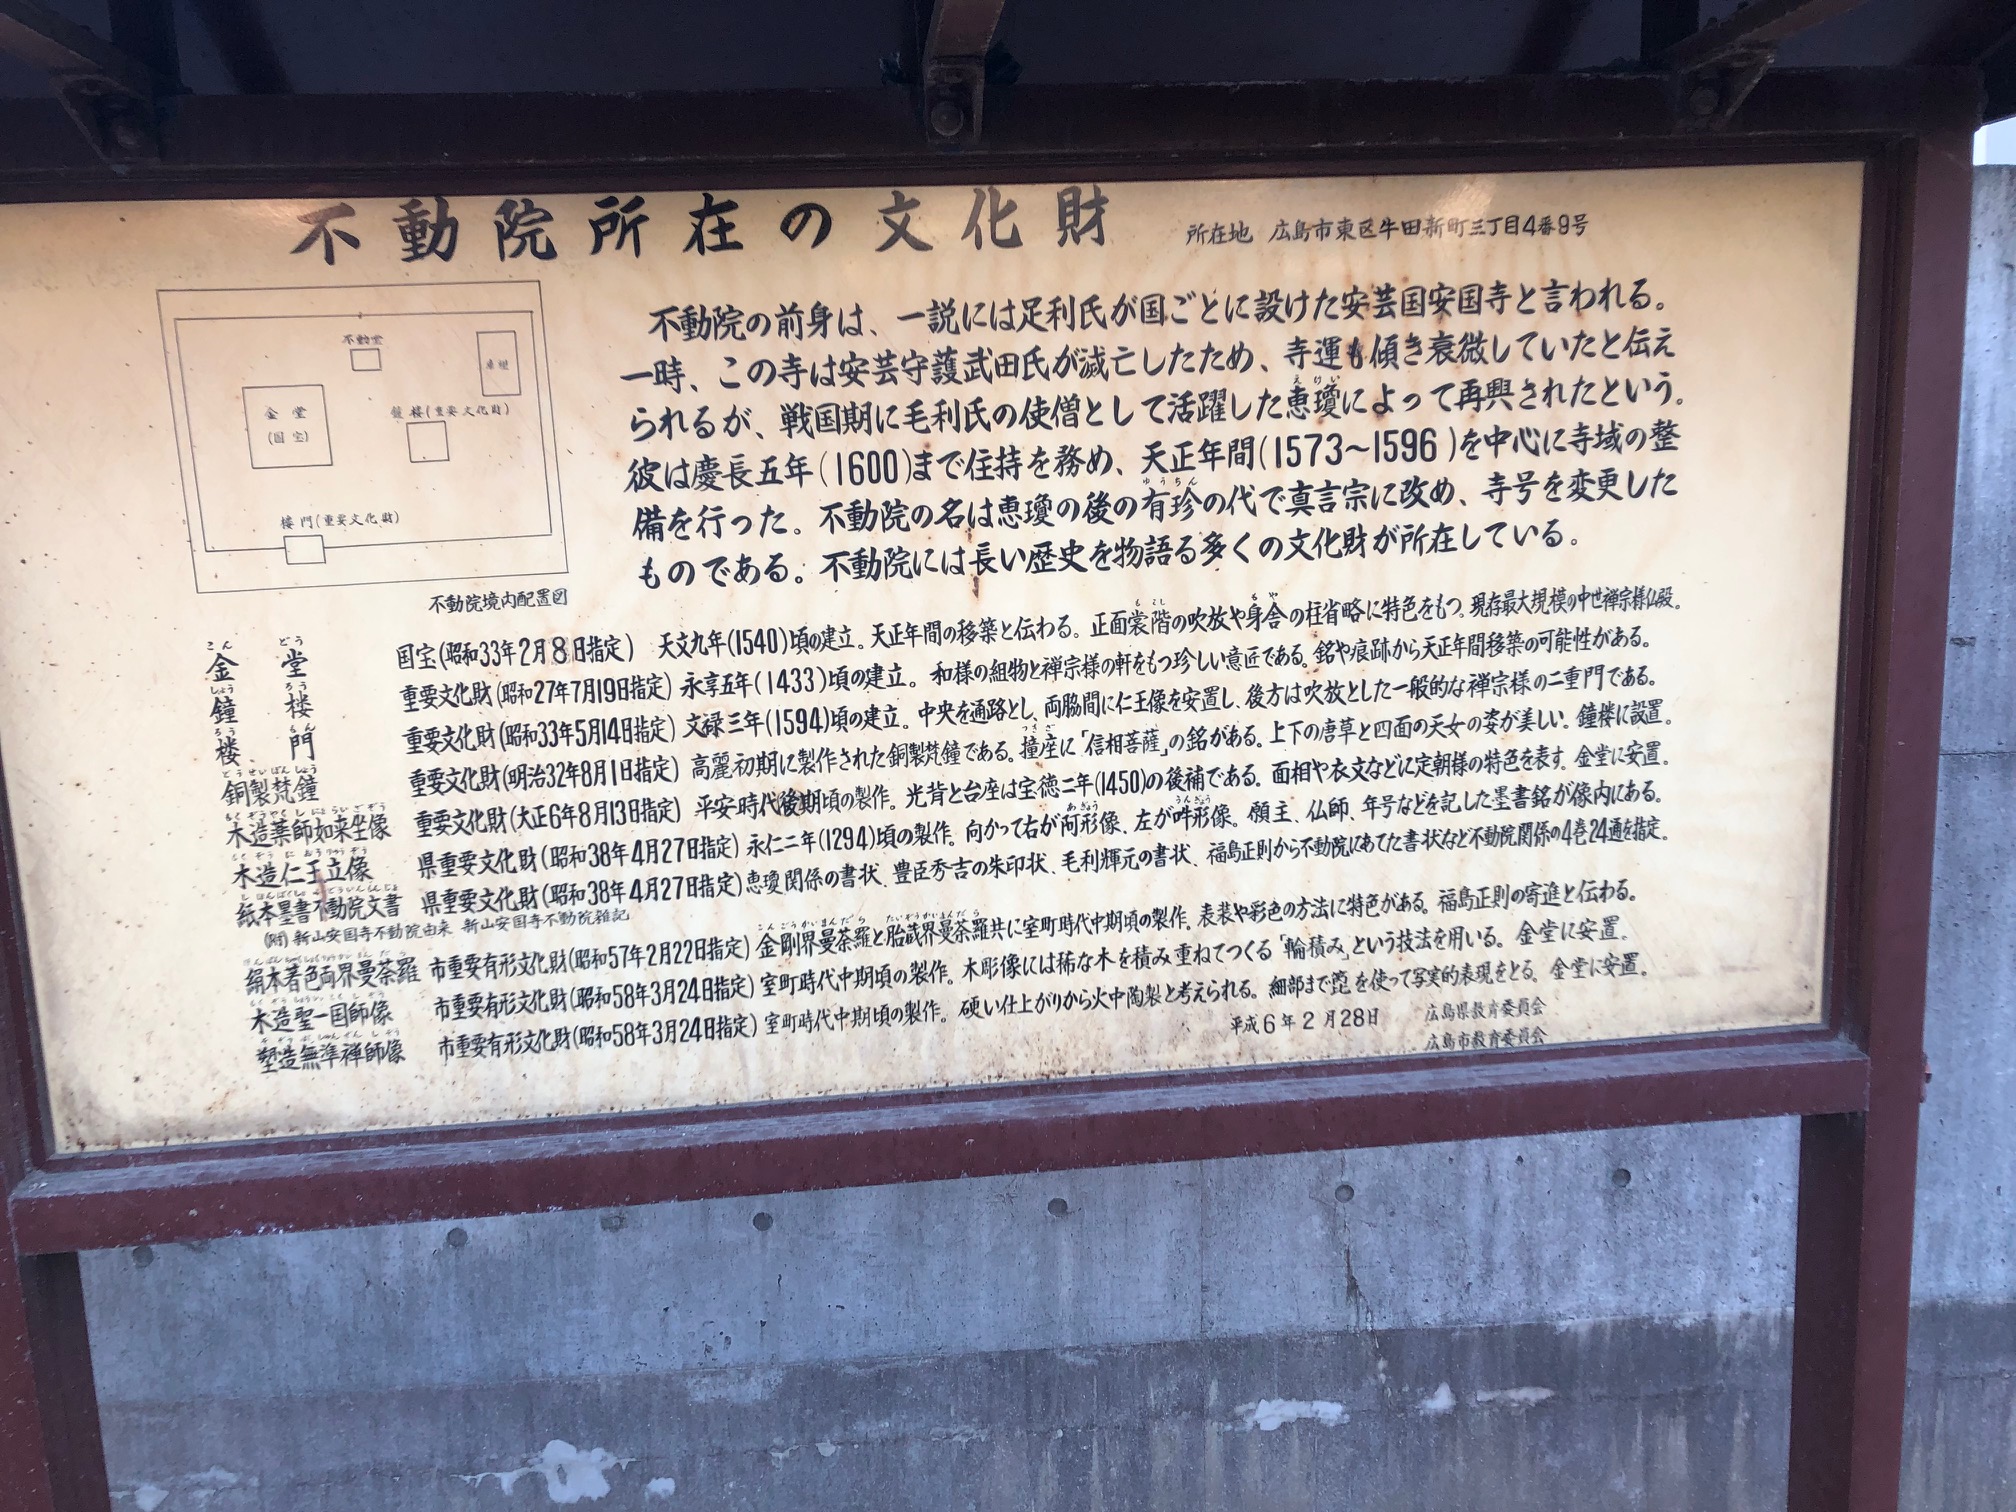 不動院所在の文化財
所在地 広島市東区牛田新町三丁目4番9号
不動堂
庫裡
金堂
(国宝)
鐘楼(重要文化財)
楼門(重要文化財)
不動院境内配置図
不動院の前身は、一説には足利氏が国ごとに設けた安芸国安国寺と言われる。
一時、この寺は安芸守護武田氏が滅亡したため、寺運も傾き衰微していたと伝え
られるが、戦国期に毛利氏の使僧として活躍した恵瓊によって再興されたという。
彼は慶長五年(1600)まで住持を務め、天正年間(1573~1596)を中心に寺域の整
備を行った。不動院の名は恵瓊の後の有珍の代で真言宗に改め、寺号を変更した
ものである。不動院には長い歴史を物語る多くの文化財が所在している。
金堂 国宝(昭和33年2月8日指定) 天文九年(1540)頃の建立。天正年間の移築と伝わる。正面裳階の吹放や身舎の柱省略に特色をもつ。現存最大規模の中世禅宗様仏殿。
鐘楼 重要文化財(昭和27年7月19日指定) 永享五年(1433)頃の建立。和様の組物と禅宗様の軒をもつ珍しい意匠である。銘や痕跡から天正年間移築の可能性がある。
楼門 重要文化財(昭和33年5月14日指定) 文禄三年(1594)頃の建立。中央を通路とし、両脇間に仁王像を安置し、後方は吹放とした一般的な禅宗様の二重門である。
銅製梵鐘 重要文化財(明治32年8月1日指定) 高麗初期に製作された銅製梵鐘である。撞座に「信相菩薩」の銘がある。上下の唐草と四面の天女の姿が美しい。鐘楼に設置。
木造薬師如来坐像 重要文化財(大正6年8月13日指定) 平安時代後期頃の製作。光背と台座は宝徳二年(1450)の後補である。面相や衣文などに定朝様の特色を表す。金堂に安置。
木造仁王立像 県重要文化財(昭和38年4月27日指定) 永仁二年(1294)頃の製作。向かって右が阿形像、左が吽形像。願主、仏師、年号などを記した墨書銘が像内にある。
紙本墨書不動院文書 県重要文化財(昭和38年4月27日指定) 恵瓊関係の書状、豊臣秀吉の朱印状、毛利輝元の書状、福島正則から不動院にあてた書状など不動院関係の4巻24通を指定。
(附) 新山安国寺不動院由来 新山安国寺不動院雑記
絹本着色両界曼荼羅 市重要有形文化財(昭和57年2月22日指定) 金剛界曼荼羅と胎蔵界曼荼羅共に室町時代中期頃の製作。表装や彩色の方法に特色がある。福島正則の寄進と伝わる。
木造聖一国師像 市重要有形文化財(昭和58年3月24日指定) 室町時代中期頃の製作。木彫像には稀な木を積み重ねてつくる「輪積み」という技法を用いる。金堂に安置。
塑造無準禅師像 市重要有形文化財(昭和58年3月24日指定) 室町時代中期頃の製作。硬い仕上がりから火中陶製と考えられる。細部まで箆を使って写実的表現をとる。金堂に安置。
平成6年2月28日
広島県教育委員会
広島市教育委員会